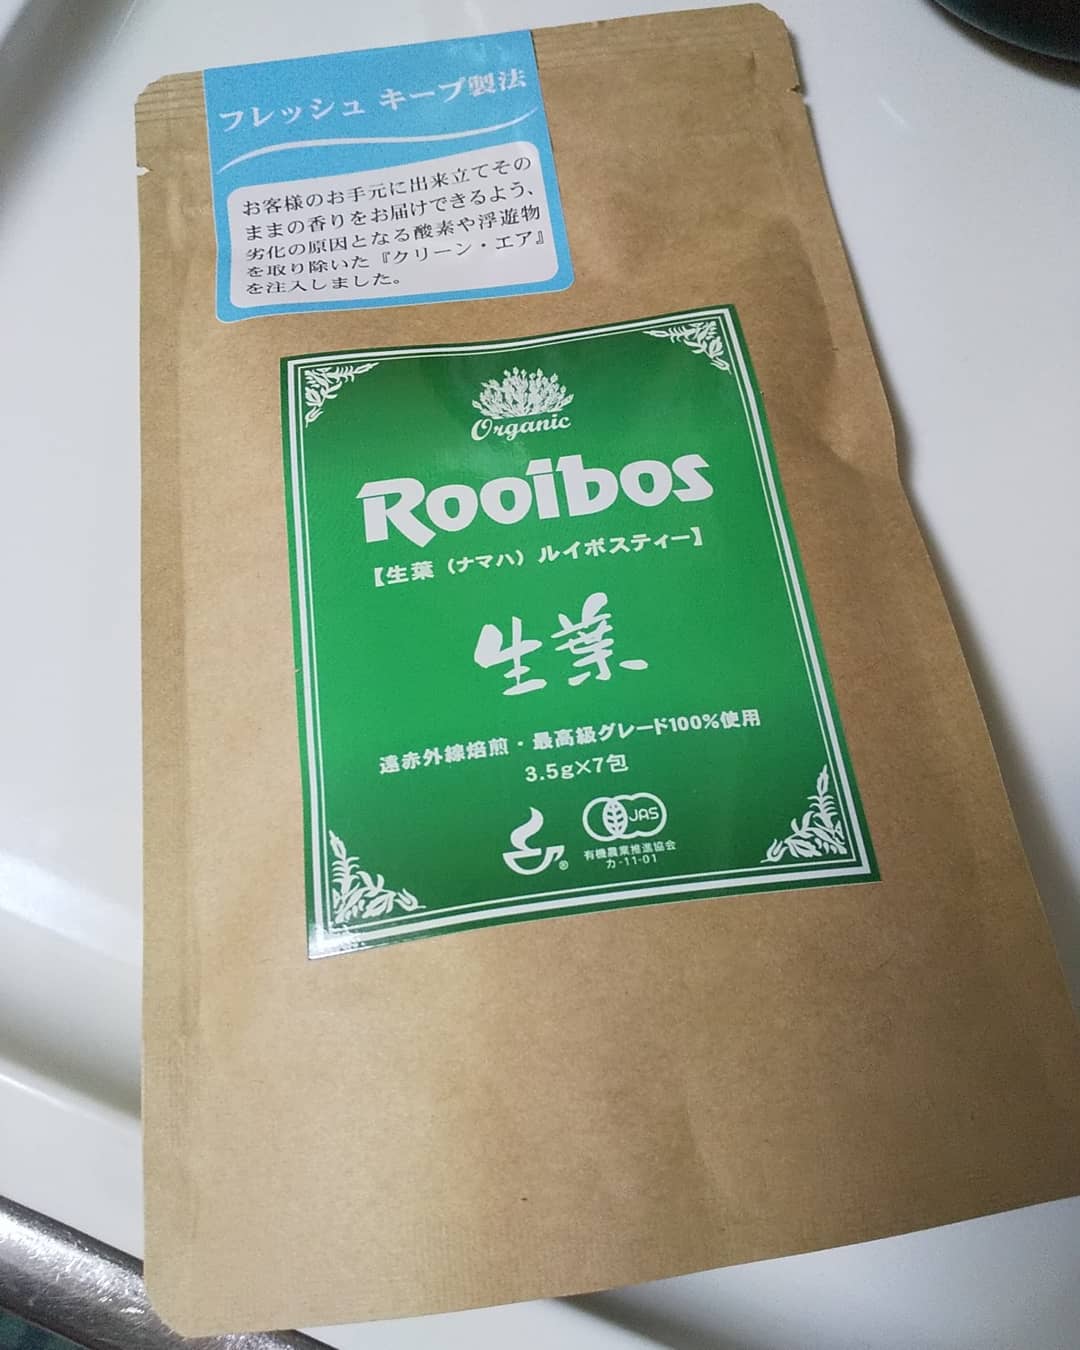 フレッシュ キープ製法
お客様のお手元に出来立てその
ままの香りをお届けできるよう、
劣化の原因となる酸素や浮遊物
を取り除いた『クリーン・エア』
を注入しました。
Organic
Rooibos
【生葉（ナマハ）ルイボスティー】
生葉
遠赤外線焙煎・最高級グレード100%使用
3.5g×7包
JAS
®
有機農業推進協会
カ-11-01